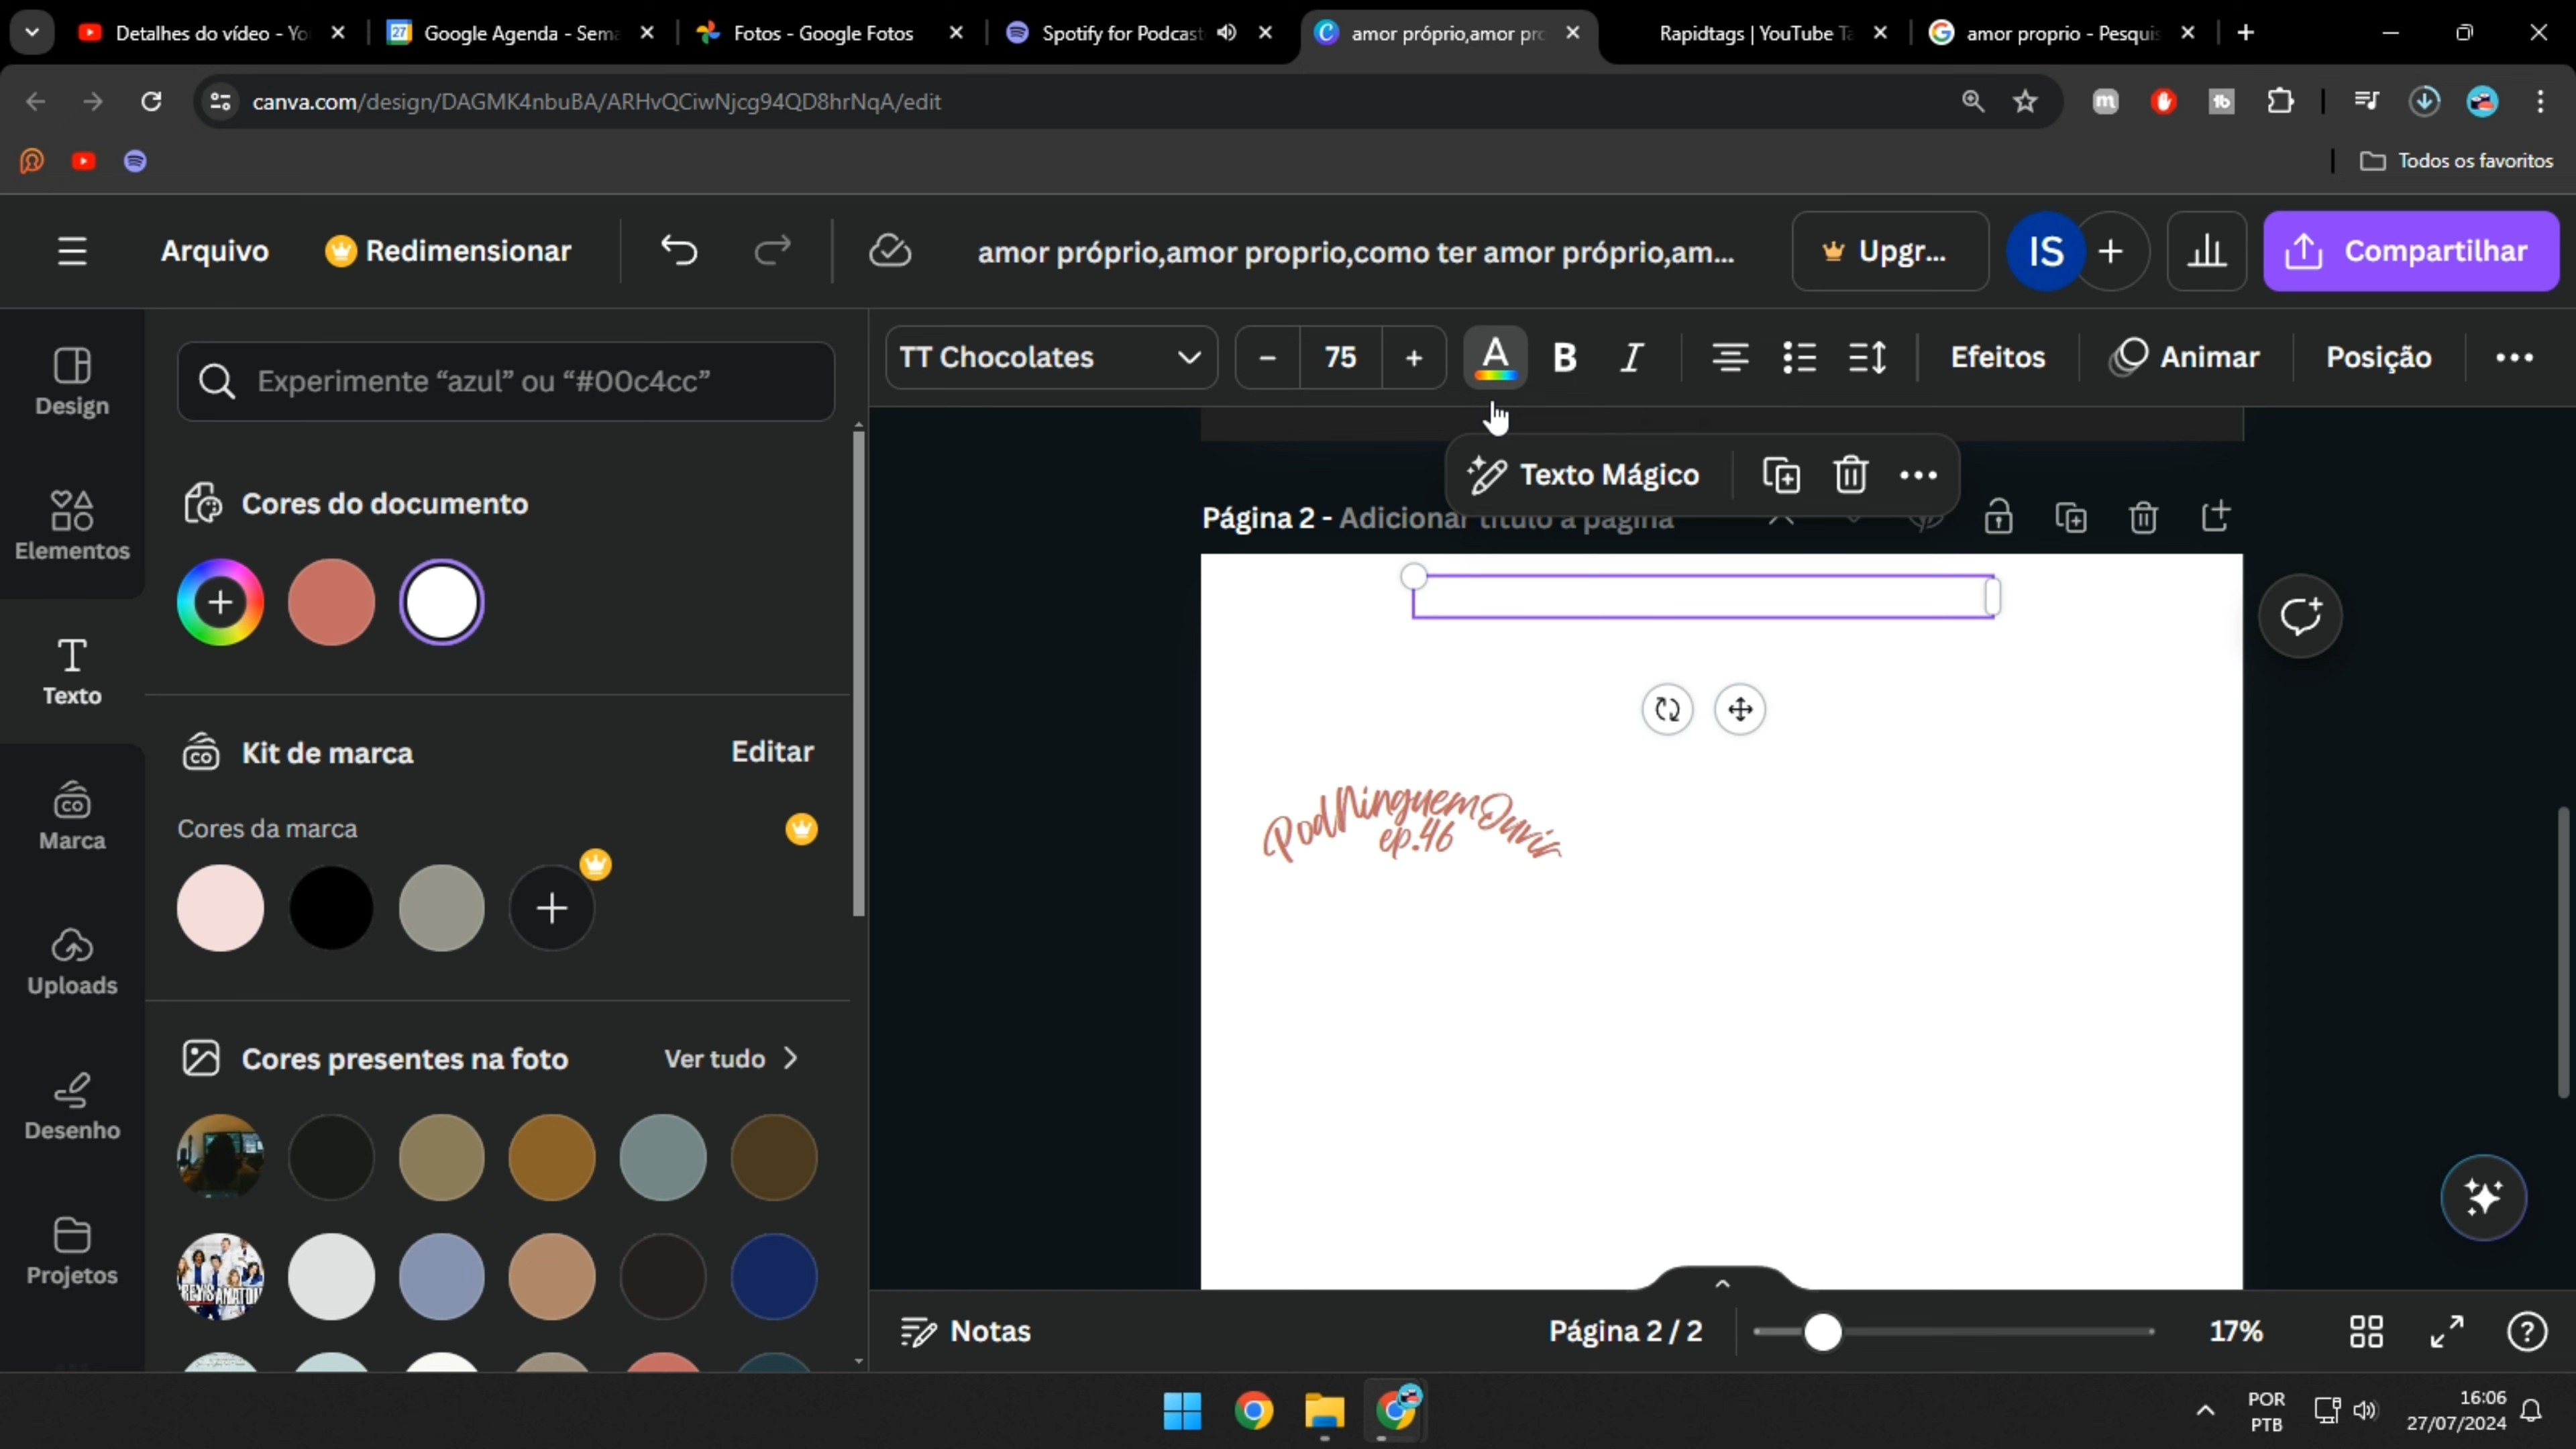 Detalhes do vídeo - Yo
Google Agenda - Sema
Fotos - Google Fotos
Spotify for Podcast
amor próprio,amor pro
Rapidtags | YouTube Ta
amor proprio - Pesquis
canva.com/design/DAGMK4nbuBA/ARHvQCiwNjcg94QD8hrNqA/edit
Todos os favoritos
Arquivo
Redimensionar
amor próprio,amor proprio,como ter amor próprio,am...
Upgr...
IS
Compartilhar
Design
Elementos
Texto
Marca
Uploads
Desenho
Projetos
Experimente “azul” ou “#00c4cc”
TT Chocolates
75
Efeitos
Animar
Posição
Cores do documento
Texto Mágico
Página 2 - Adicionar título à página
Kit de marca
Editar
Cores da marca
PodNinguemOuvir
ep.46
Cores presentes na foto
Ver tudo
Notas
Página 2 / 2
17%
POR
PTB
16:06
27/07/2024